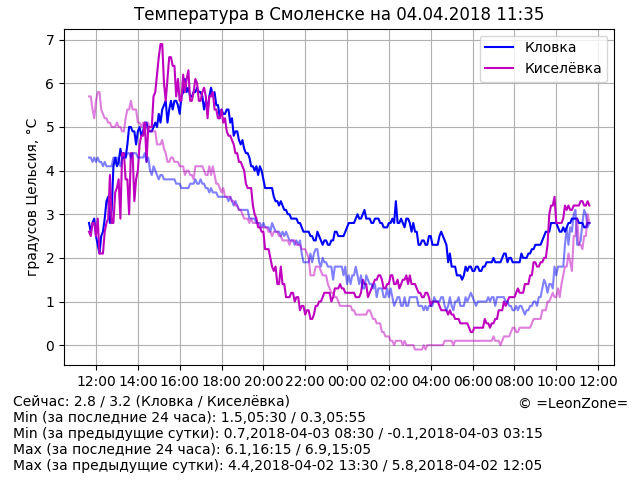 Температура в Смоленске на 04.04.2018 11:35
градусов Цельсия, °C
7
6
5
4
3
2
1
0
Кловка
Киселёвка
12:00 14:00 16:00 18:00 20:00 22:00 00:00 02:00 04:00 06:00 08:00 10:00 12:00
Сейчас: 2.8 / 3.2 (Кловка / Киселёвка)
© =LeonZone=
Min (за последние 24 часа): 1.5,05:30 / 0.3,05:55
Min (за предыдущие сутки): 0.7,2018-04-03 08:30 / -0.1,2018-04-03 03:15
Max (за последние 24 часа): 6.1,16:15 / 6.9,15:05
Max (за предыдущие сутки): 4.4,2018-04-02 13:30 / 5.8,2018-04-02 12:05